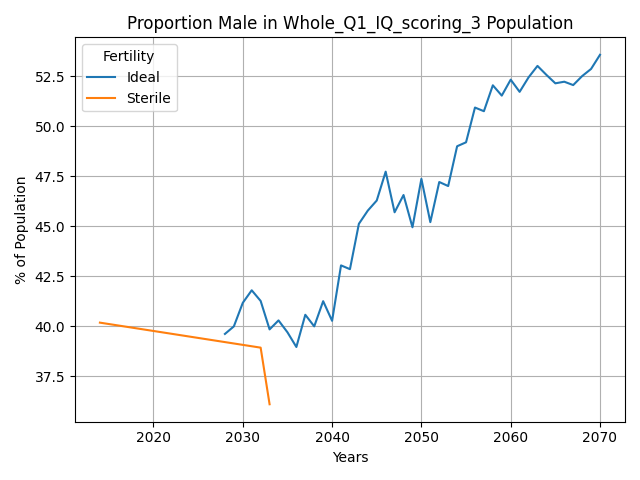 Proportion Male in Whole_Q1_IQ_scoring_3 Population
Fertility
Ideal
Sterile
% of Population
52.5
50.0
47.5
45.0
42.5
40.0
37.5
2020
2030
2040
2050
2060
2070
Years